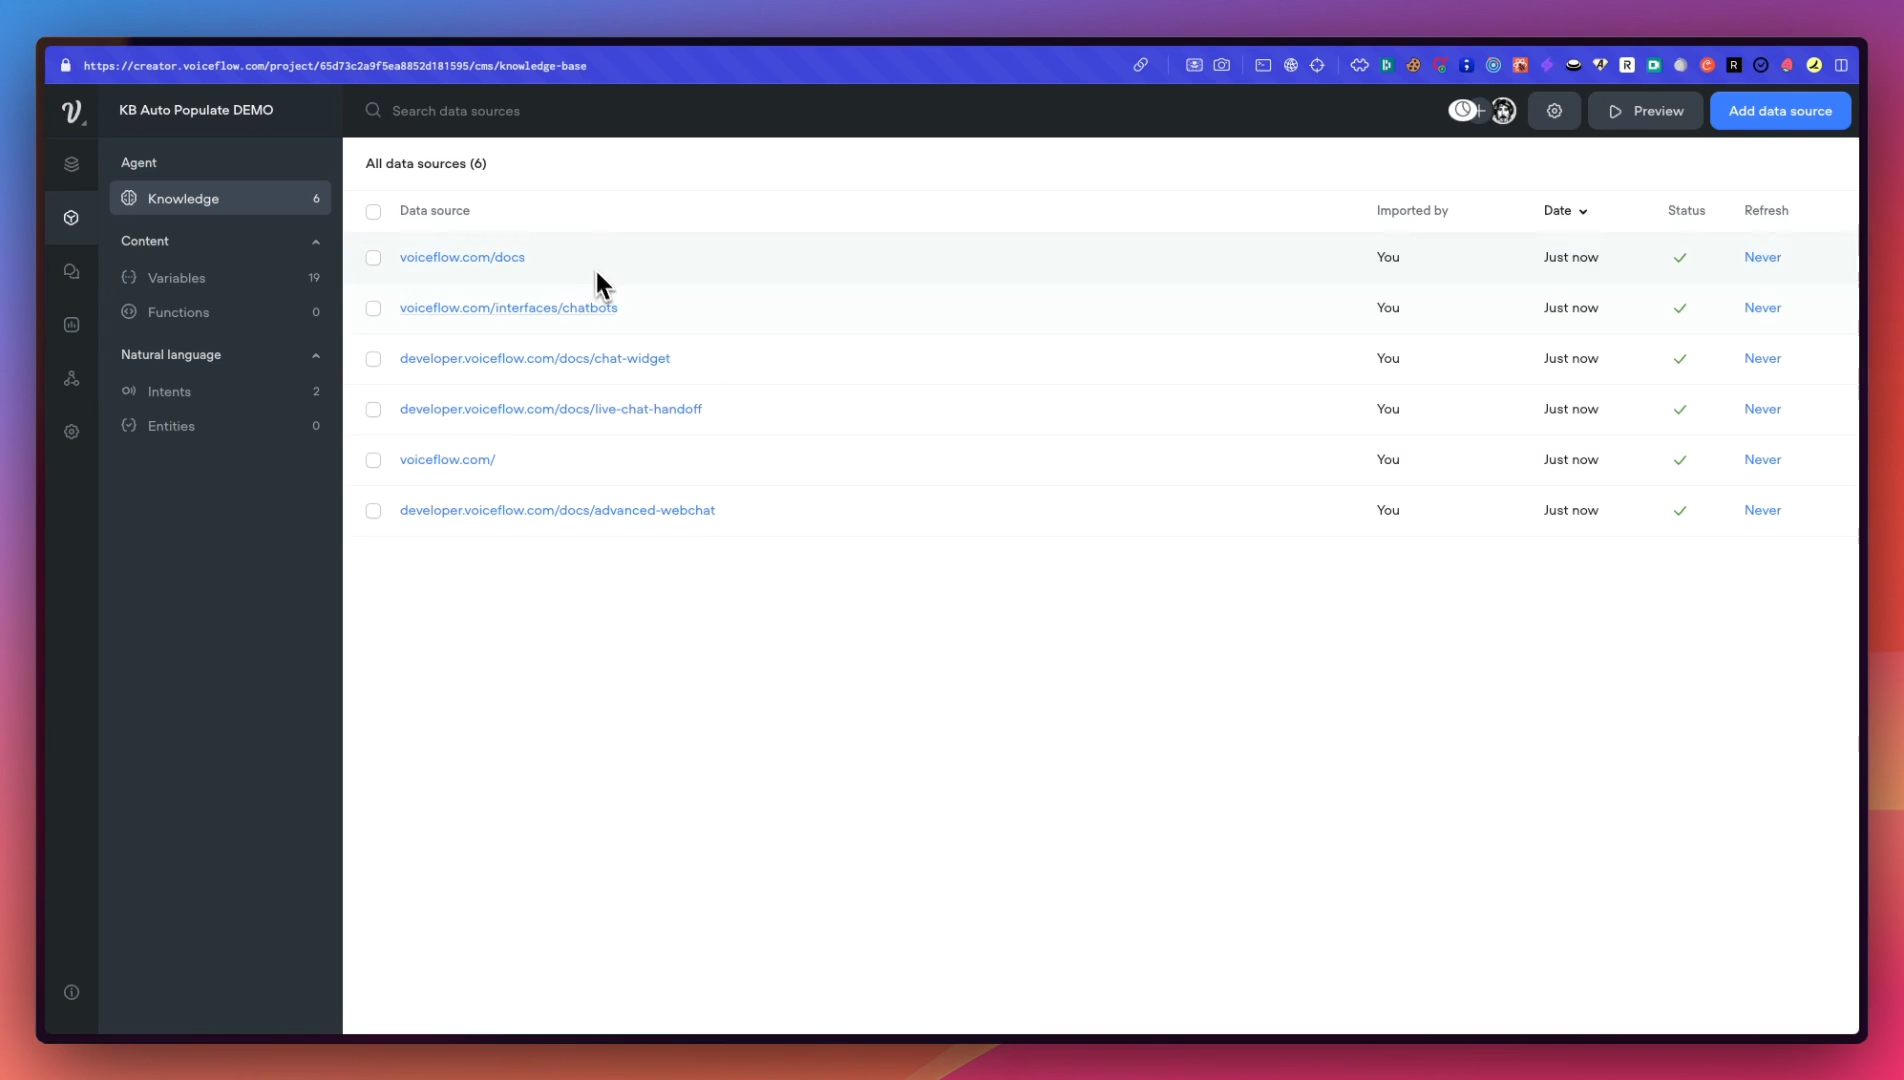 https://creator.voiceflow.com/project/65d73c2a9f5ea8852d181595/cms/knowledge-base
KB Auto Populate DEMO
Search data sources
Preview
Add data source
Agent
Knowledge 6
Content
Variables 19
Functions 0
Natural language
Intents 2
Entities 0
All data sources (6)
Data source Imported by Date Status Refresh
voiceflow.com/docs You Just now Never
voiceflow.com/interfaces/chatbots You Just now Never
developer.voiceflow.com/docs/chat-widget You Just now Never
developer.voiceflow.com/docs/live-chat-handoff You Just now Never
voiceflow.com/ You Just now Never
developer.voiceflow.com/docs/advanced-webchat You Just now Never